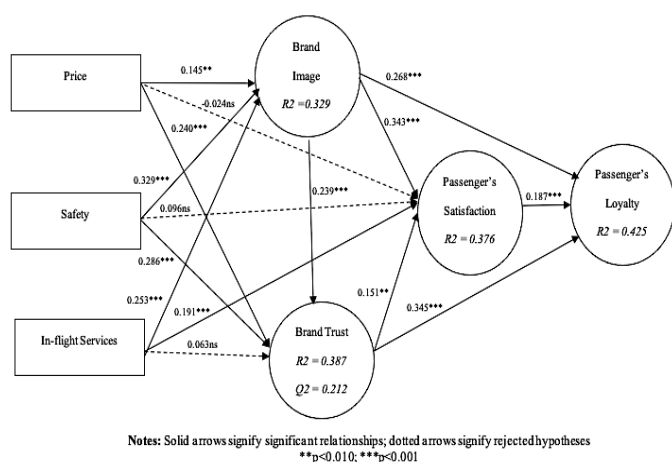 Price
Safety
In-flight Services
Brand
Image
R2 =0.329
Brand Trust
R2 = 0.387
Q2 = 0.212
Passenger's
Satisfaction
R2 = 0.376
Passenger's
Loyalty
R2 = 0.425
0.145**
-0.024ns
0.240***
0.329***
0.096ns
0.286***
0.253***
0.191***
0.063ns
0.239***
0.268***
0.343***
0.187***
0.151**
0.345***
Notes: Solid arrows signify significant relationships; dotted arrows signify rejected hypotheses
**p<0.010; ***p<0.001